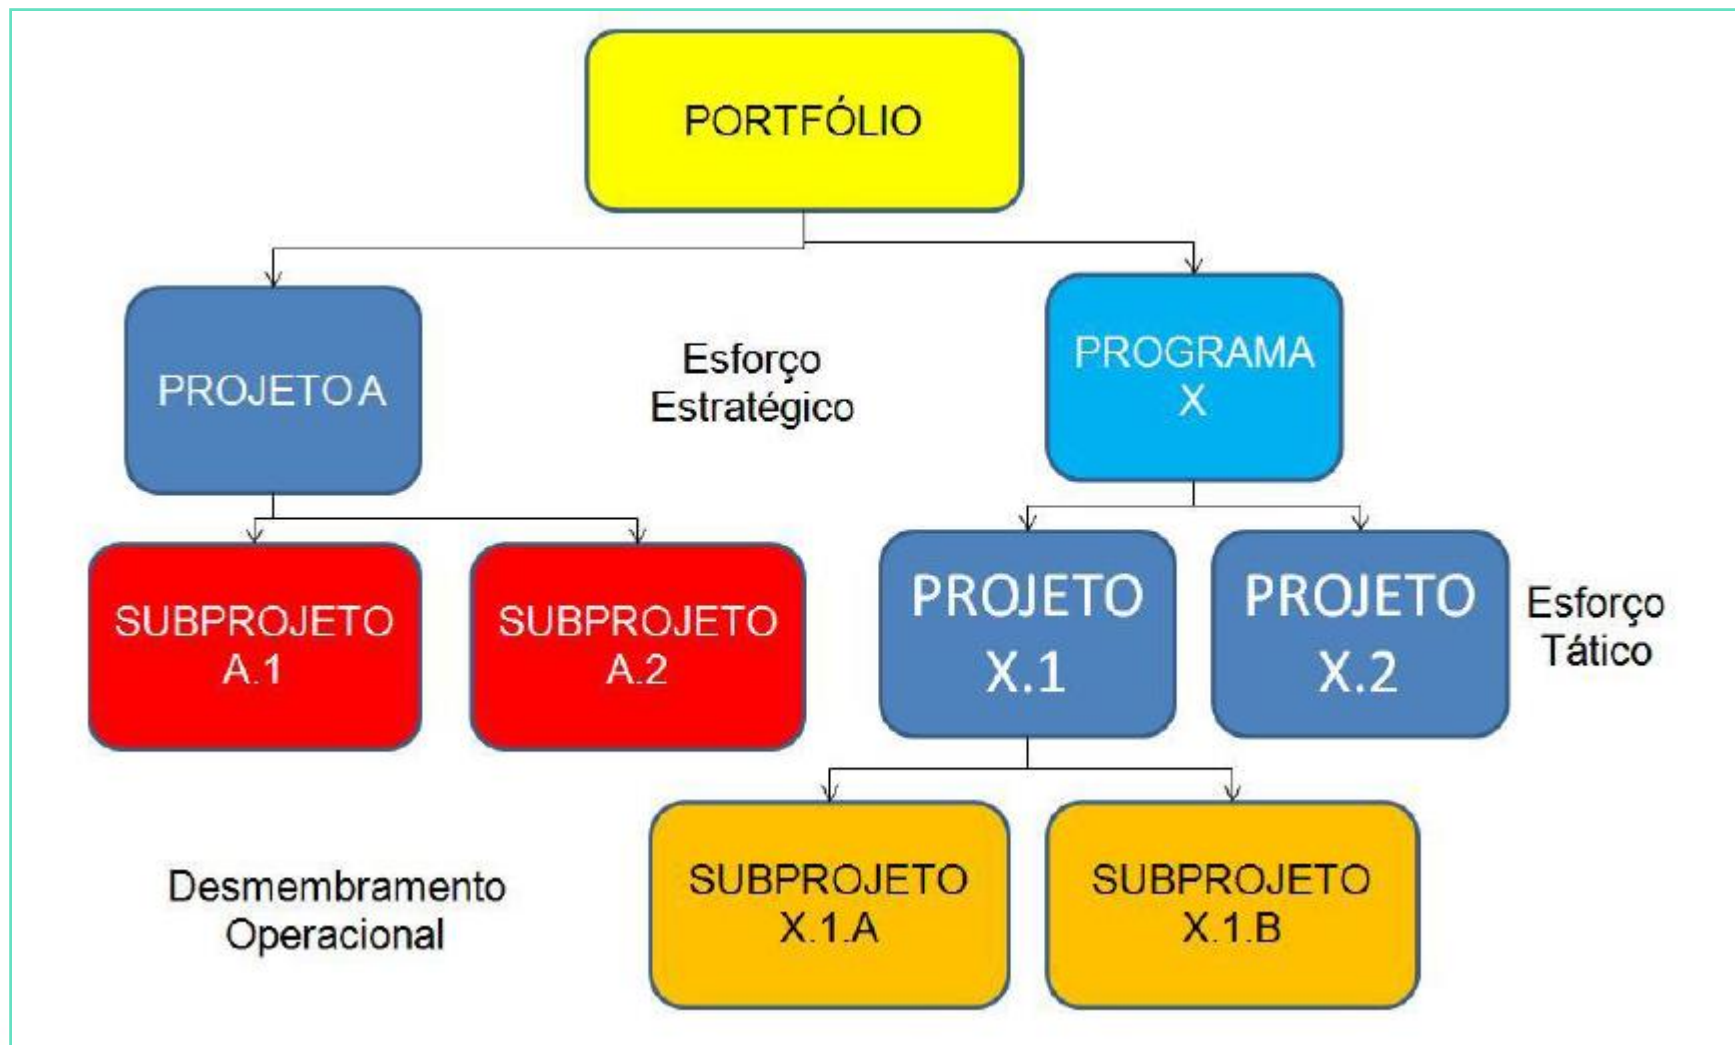 PORTFÓLIO
PROJETO A
Esforço
Estratégico
PROGRAMA
X
SUBPROJETO
A.1
SUBPROJETO
A.2
PROJETO
X.1
PROJETO
X.2
Esforço
Tático
Desmembramento
Operacional
SUBPROJETO
X.1.A
SUBPROJETO
X.1.B